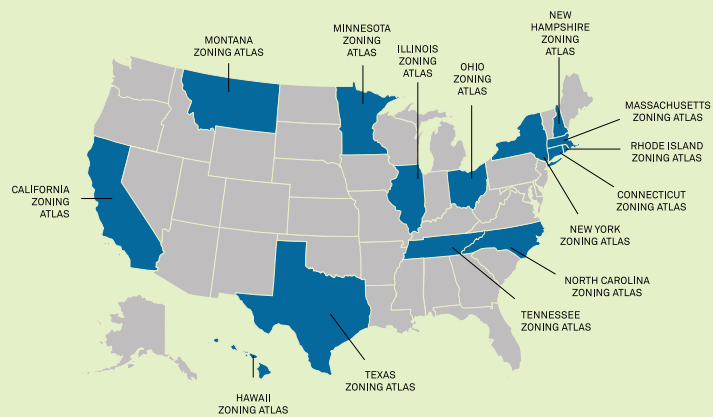 NEW
HAMPSHIRE
ZONING
ATLAS
MINNESOTA
ZONING
ATLAS
MONTANA
ZONING ATLAS
ILLINOIS
ZONING
ATLAS
OHIO
ZONING
ATLAS
MASSACHUSETTS
ZONING ATLAS
RHODE ISLAND
ZONING ATLAS
CALIFORNIA
ZONING
ATLAS
CONNECTICUT
ZONING ATLAS
NEW YORK
ZONING ATLAS
NORTH CAROLINA
ZONING ATLAS
TENNESSEE
ZONING ATLAS
TEXAS
ZONING ATLAS
HAWAII
ZONING ATLAS